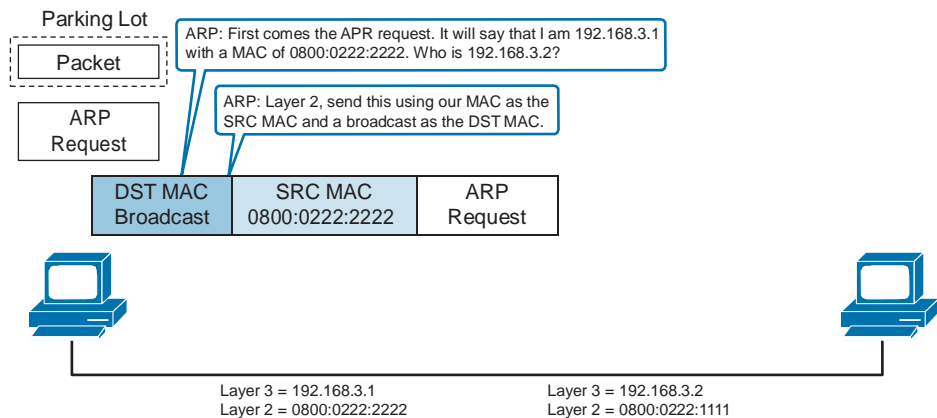 Parking Lot
Packet
ARP: First comes the APR request. It will say that I am 192.168.3.1
with a MAC of 0800:0222:2222. Who is 192.168.3.2?
ARP
Request
ARP: Layer 2, send this using our MAC as the
SRC MAC and a broadcast as the DST MAC.
DST MAC
Broadcast
SRC MAC
0800:0222:2222
ARP
Request
Layer 3 = 192.168.3.1
Layer 2 = 0800:0222:2222
Layer 3 = 192.168.3.2
Layer 2 = 0800:0222:1111